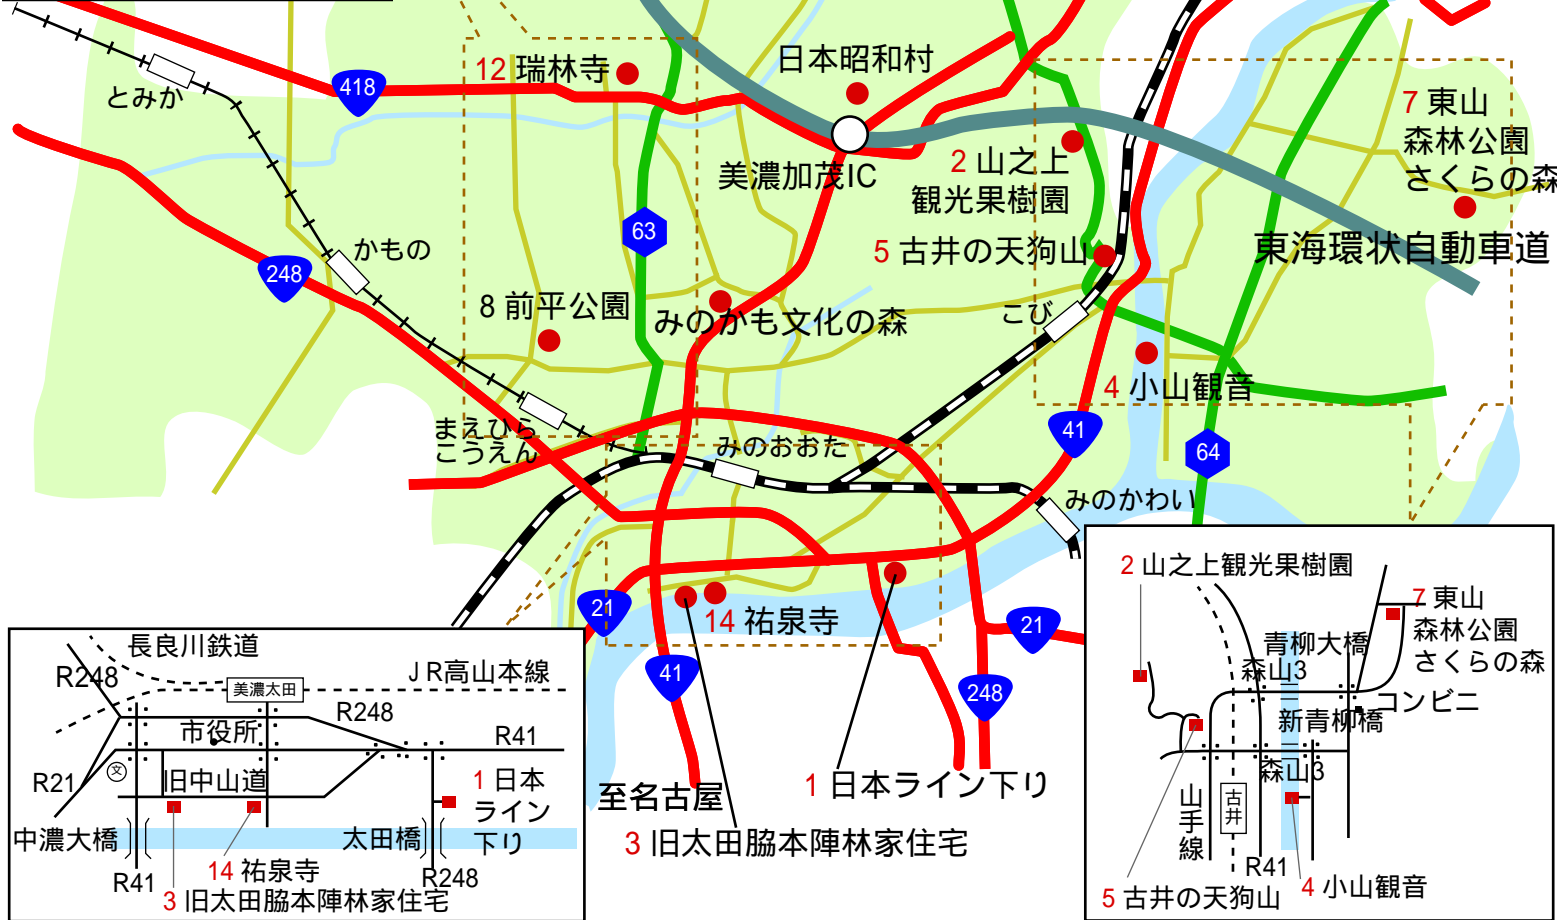 とみか
418
12 瑞林寺
日本昭和村
美濃加茂IC
2 山之上
観光果樹園
7 東山
森林公園
さくらの森
東海環状自動車道
63
かもの
248
5 古井の天狗山
8 前平公園
みのかも文化の森
こび
4 小山観音
41
64
まえひら
こうえん
みのおおた
みのかわい
21
14 祐泉寺
21
41
248
至名古屋
1 日本ライン下り
3 旧太田脇本陣林家住宅
長良川鉄道
R248
JR高山本線
美濃太田
R248
市役所
R41
R21
文
旧中山道
1 日本
ライン
下り
中濃大橋
太田橋
14 祐泉寺
R41
R248
3 旧太田脇本陣林家住宅
2 山之上観光果樹園
7 東山
森林公園
さくらの森
青柳大橋
森山3
コンビニ
新青柳橋
森山3
山手線
古井
R41
4 小山観音
5 古井の天狗山